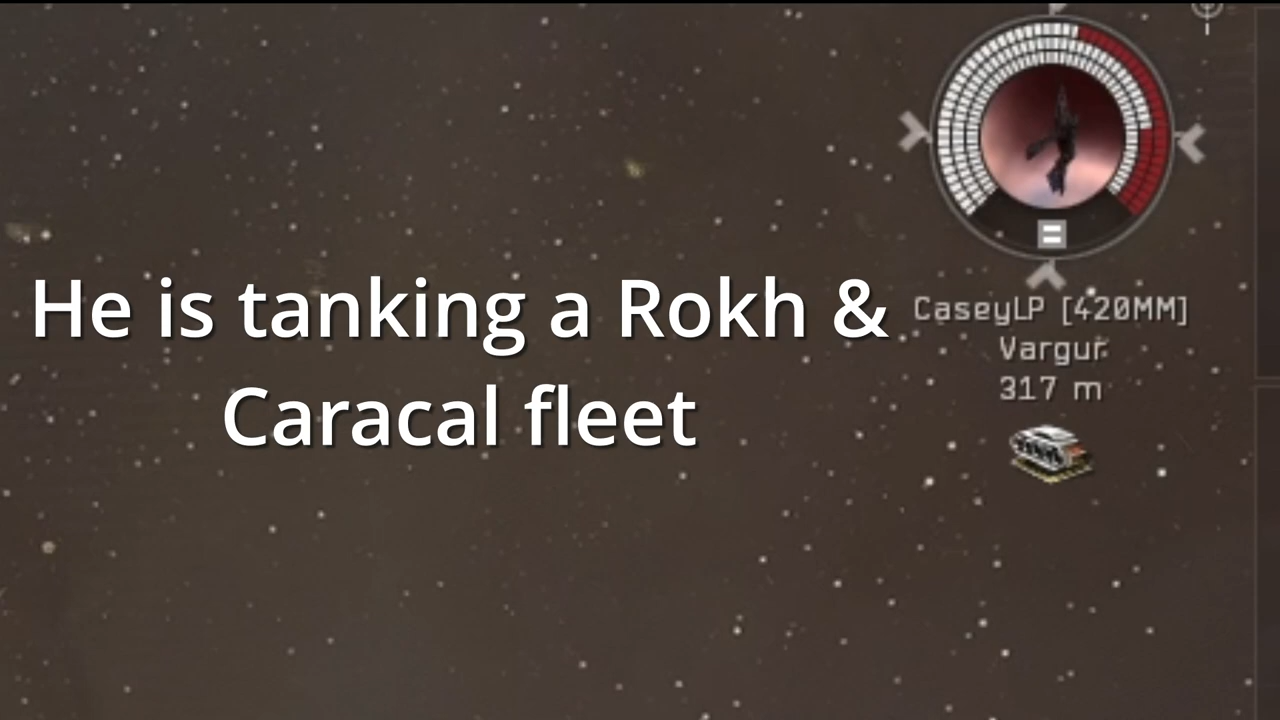 He is tanking a Rokh &
Caracal fleet
CaseyLP [420MM]
Vargur
317 m